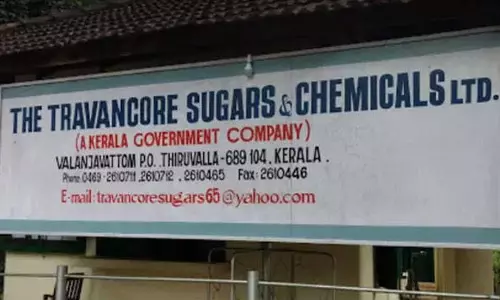 THE TRAVANCORE SUGARS & CHEMICALS LTD.
(A KERALA GOVERNMENT COMPANY)
VALANJAVATTOM P.O. ,THIRUVALLA-689 104, KERALA.
Phone: 0469-2610711 ,2610712 , 2610465 Fax: 2610446
E-mail: travancoresugars65@yahoo.com